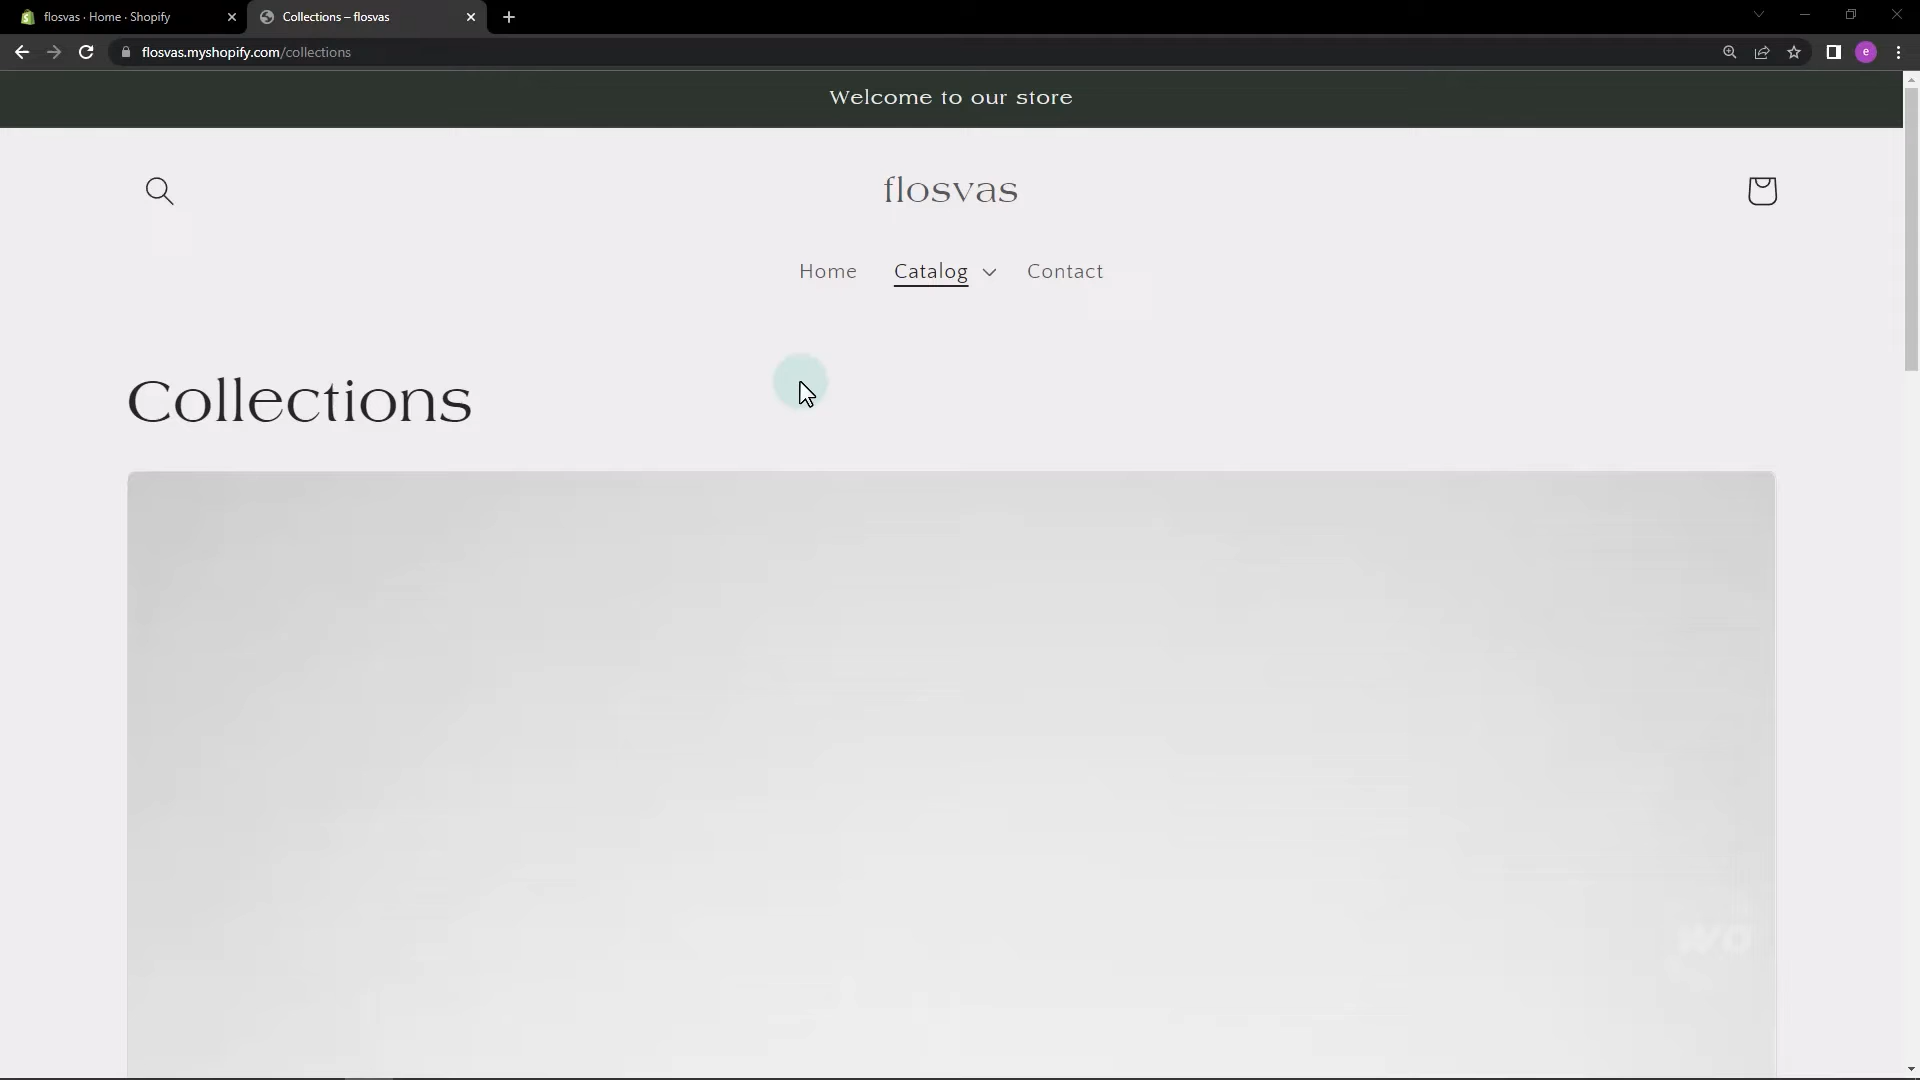 flosvas · Home · Shopify
Collections – flosvas
flosvas.myshopify.com/collections
e
Welcome to our store
flosvas
Home
Catalog
Contact
Collections